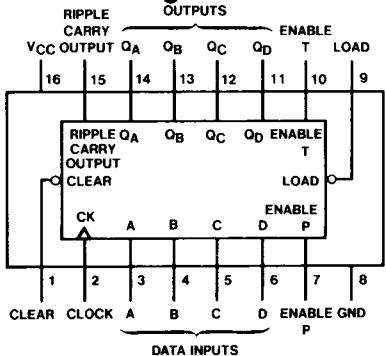 OUTPUTS
RIPPLE
CARRY
OUTPUT
VCC QA QB QC QD ENABLE
T LOAD
16 15 14 13 12 11 10 9
RIPPLE
CARRY
OUTPUT
QA QB QC QD ENABLE
T
CLEAR LOAD
CK ENABLE
P
A B C D
1 2 3 4 5 6 7 8
CLEAR CLOCK A B C D ENABLE
P GND
DATA INPUTS